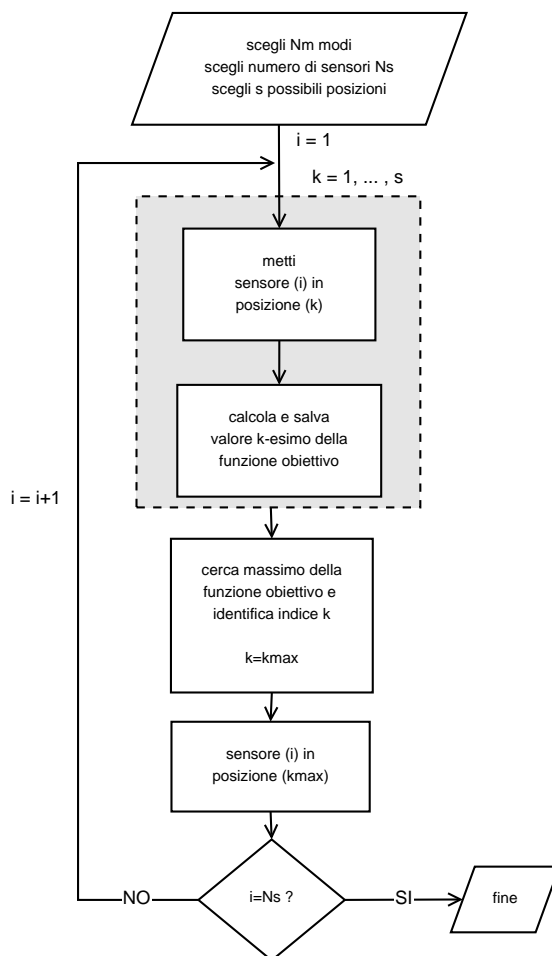 scegli Nm modi
scegli numero di sensori Ns
scegli s possibili posizioni
i = 1
k = 1, ... , s
metti
sensore (i) in
posizione (k)
calcola e salva
valore k-esimo della
funzione obiettivo
i = i+1
cerca massimo della
funzione obiettivo e
identifica indice k
k=kmax
sensore (i) in
posizione (kmax)
NO
i=Ns ?
SI
fine